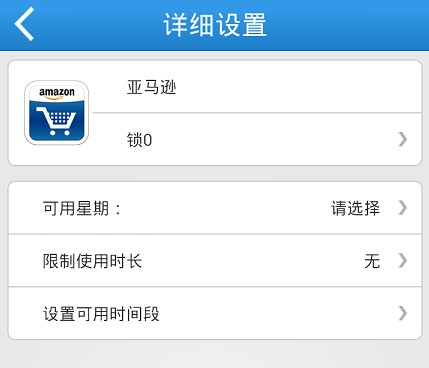 详细设置
amazon
亚马逊
锁0
可用星期： 请选择
限制使用时长 无
设置可用时间段